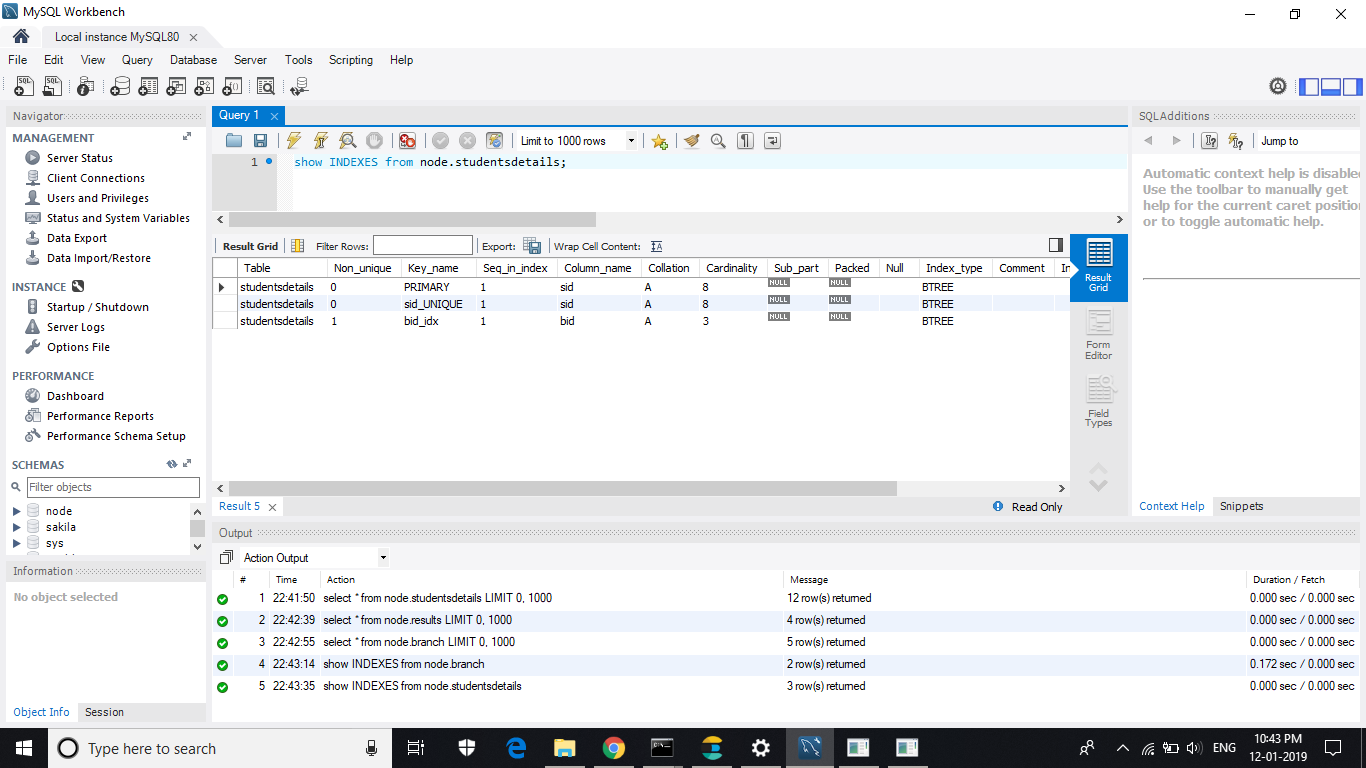 MySQL Workbench
Local instance MySQL80
File Edit View Query Database Server Tools Scripting Help
Navigator
MANAGEMENT
Server Status
Client Connections
Users and Privileges
Status and System Variables
Data Export
Data Import/Restore
INSTANCE
Startup / Shutdown
Server Logs
Options File
PERFORMANCE
Dashboard
Performance Reports
Performance Schema Setup
SCHEMAS
Filter objects
node
sakila
sys
Information
No object selected
Object Info Session
Query 1
Limit to 1000 rows
1 show INDEXES from node.studentsdetails;
Result Grid Filter Rows: Export: Wrap Cell Content:
Table Non_unique Key_name Seq_in_index Column_name Collation Cardinality Sub_part Packed Null Index_type Comment
studentsdetails 0 PRIMARY 1 sid A 8 NULL NULL BTREE
studentsdetails 0 sid_UNIQUE 1 sid A 8 NULL NULL BTREE
studentsdetails 1 bid_idx 1 bid A 3 NULL NULL BTREE
Result
Grid
Form
Editor
Field
Types
Result 5 Read Only
SQLAdditions
Jump to
Automatic context help is disabled
Use the toolbar to manually get
help for the current caret position
or to toggle automatic help.
Context Help Snippets
Output
Action Output
# Time Action Message Duration / Fetch
1 22:41:50 select * from node.studentsdetails LIMIT 0, 1000 12 row(s) returned 0.000 sec / 0.000 sec
2 22:42:39 select * from node.results LIMIT 0, 1000 4 row(s) returned 0.000 sec / 0.000 sec
3 22:42:55 select * from node.branch LIMIT 0, 1000 5 row(s) returned 0.000 sec / 0.000 sec
4 22:43:14 show INDEXES from node.branch 2 row(s) returned 0.172 sec / 0.000 sec
5 22:43:35 show INDEXES from node.studentsdetails 3 row(s) returned 0.000 sec / 0.000 sec
Type here to search
ENG
10:43 PM
12-01-2019